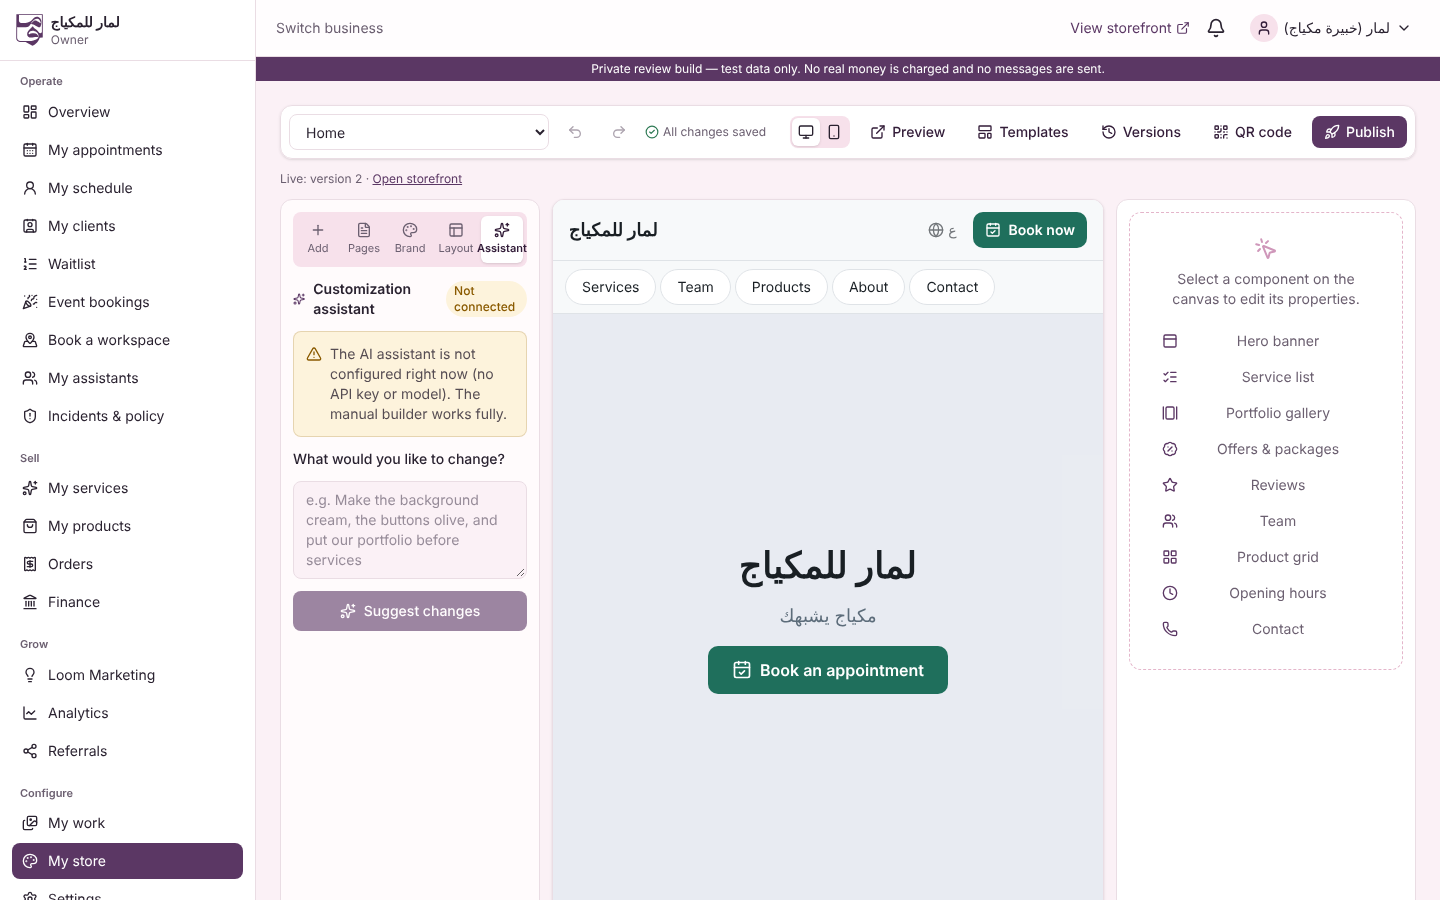 لمار للمكياج
Owner
Operate
Overview
My appointments
My schedule
My clients
Waitlist
Event bookings
Book a workspace
My assistants
Incidents & policy
Sell
My services
My products
Orders
Finance
Grow
Loom Marketing
Analytics
Referrals
Configure
My work
My store
Settings
Switch business
View storefront
لمار (خبيرة مكياج)
Private review build — test data only. No real money is charged and no messages are sent.
Home
All changes saved
Preview
Templates
Versions
QR code
Publish
Live: version 2 · Open storefront
Add
Pages
Brand
Layout
Assistant
Customization
assistant
Not
connected
The AI assistant is not
configured right now (no
API key or model). The
manual builder works fully.
What would you like to change?
e.g. Make the background
cream, the buttons olive, and
put our portfolio before
services
Suggest changes
لمار للمكياج
ع
Book now
Services
Team
Products
About
Contact
لمار للمكياج
مكياج يشبهك
Book an appointment
Select a component on the
canvas to edit its properties.
Hero banner
Service list
Portfolio gallery
Offers & packages
Reviews
Team
Product grid
Opening hours
Contact